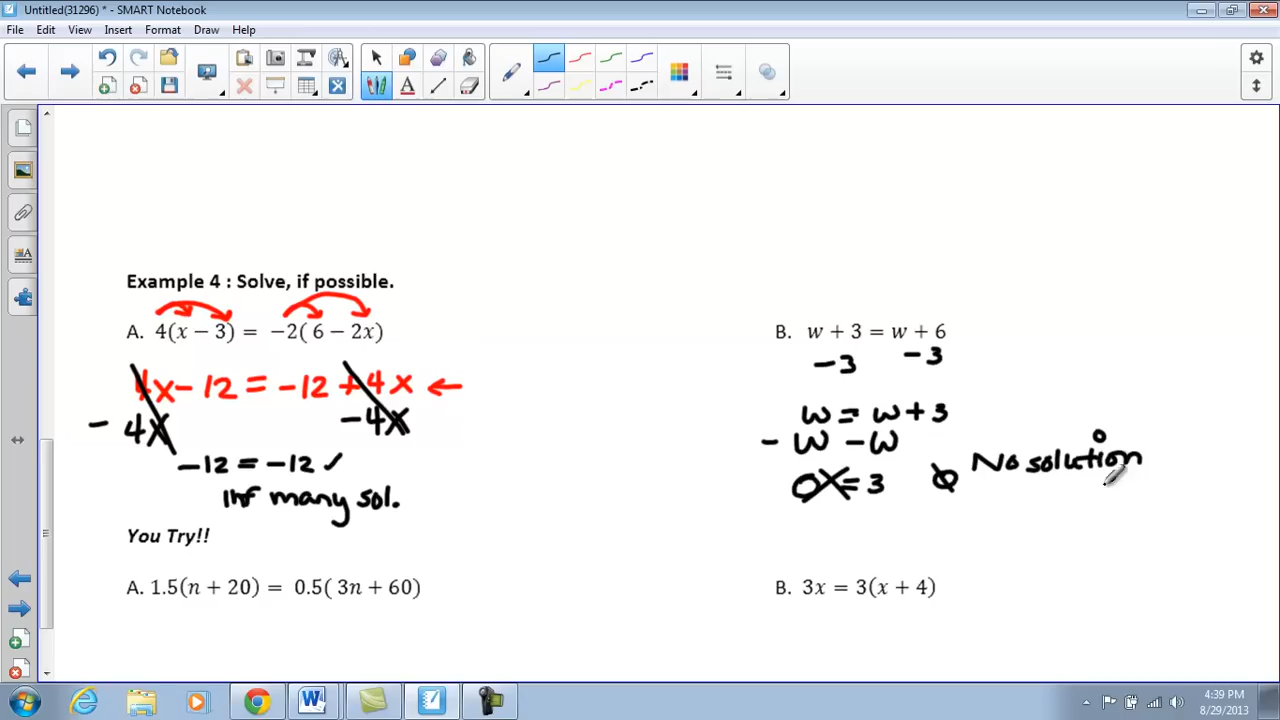 Untitled(31296) * - SMART Notebook
File Edit View Insert Format Draw Help
Example 4 : Solve, if possible.
A. 4(x − 3) = −2( 6 − 2x)
4x − 12 = −12 + 4x ←
− 4x − 4x
−12 = −12 ✓
Inf many sol.
B. w + 3 = w + 6
−3 −3
w = w + 3
− w − w
0 = 3 ∅ No solution
You Try!!
A. 1.5(n + 20) = 0.5( 3n + 60)
B. 3x = 3(x + 4)
4:39 PM
8/29/2013